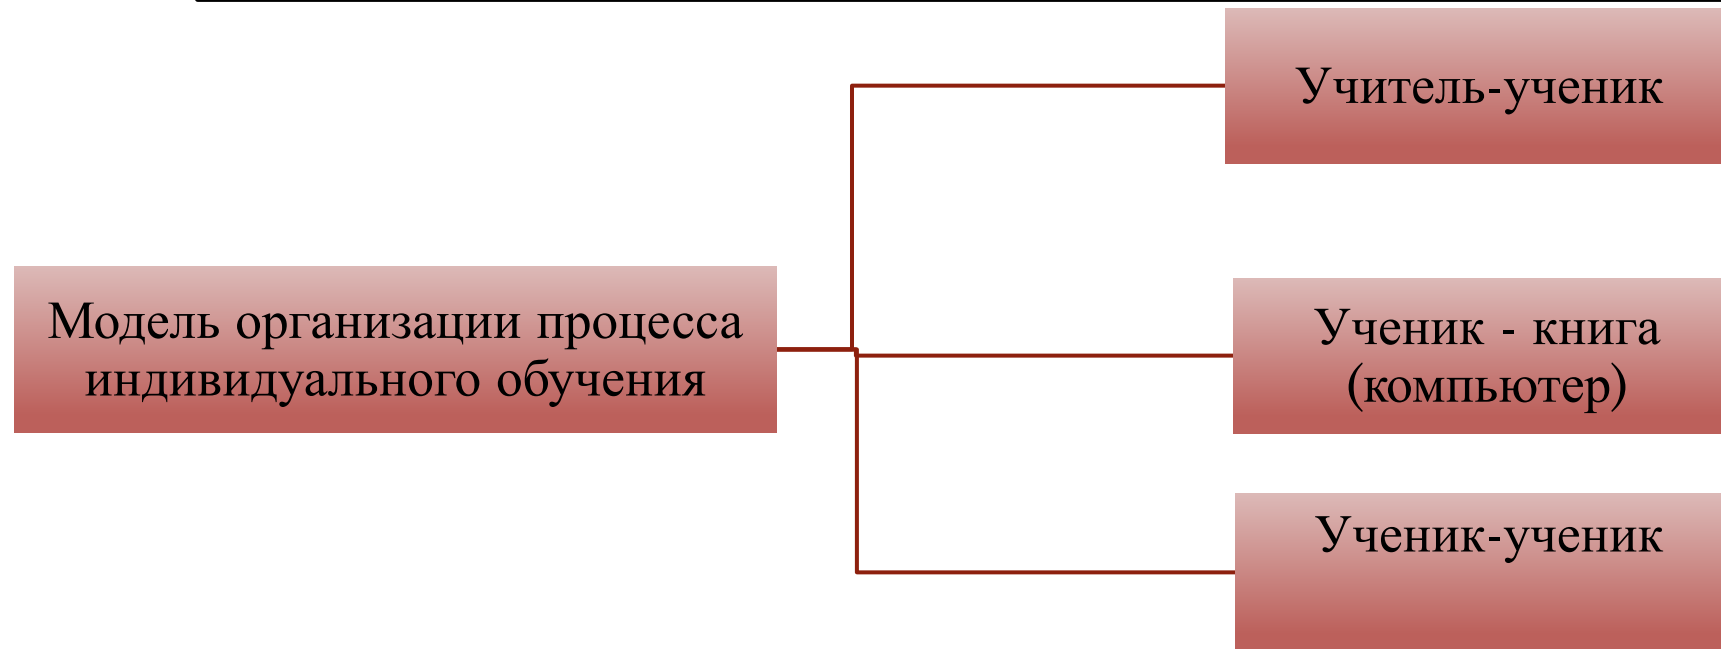 Учитель-ученик
Модель организации процесса
индивидуального обучения
Ученик - книга
(компьютер)
Ученик-ученик